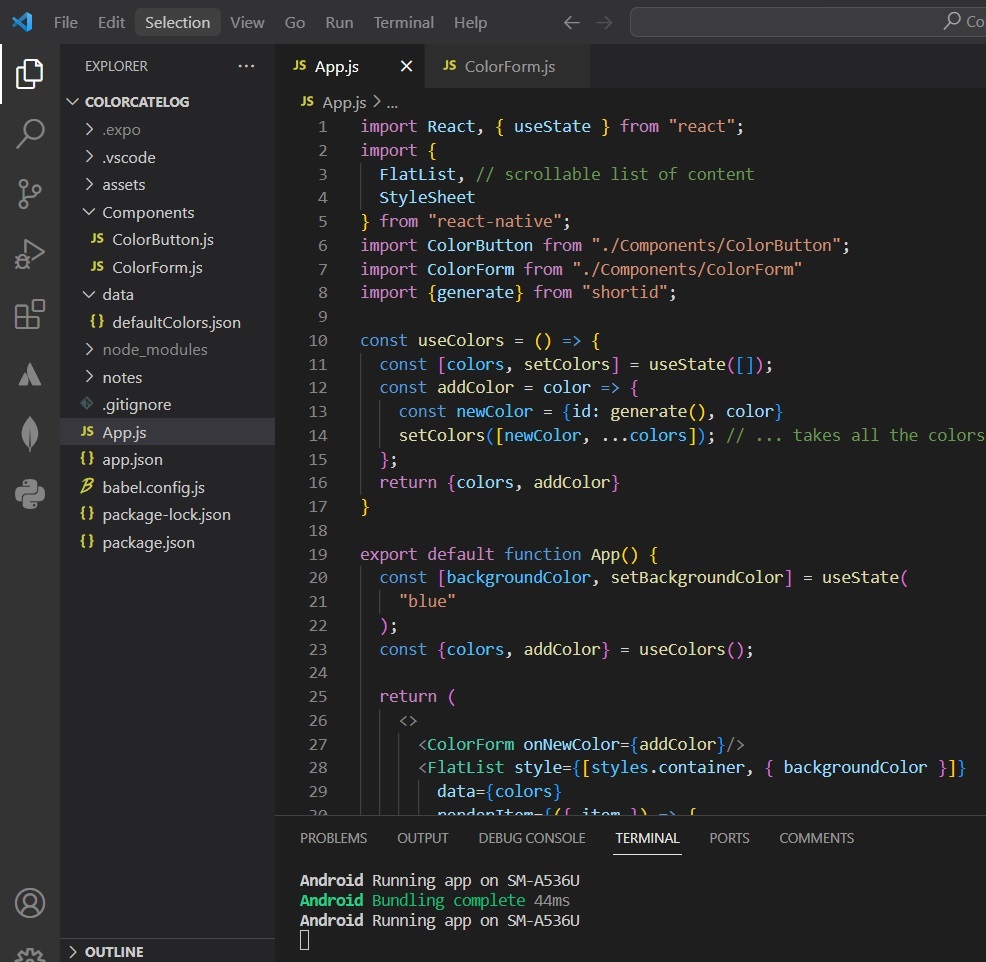 File Edit Selection View Go Run Terminal Help Co
EXPLORER ...
COLORCATELOG
.expo
.vscode
assets
Components
JS ColorButton.js
JS ColorForm.js
data
{} defaultColors.json
node_modules
notes
.gitignore
JS App.js
{} app.json
babel.config.js
{} package-lock.json
{} package.json
OUTLINE
JS App.js JS ColorForm.js
JS App.js > ...
1 import React, { useState } from "react";
2 import {
3 FlatList, // scrollable list of content
4 StyleSheet
5 } from "react-native";
6 import ColorButton from "./Components/ColorButton";
7 import ColorForm from "./Components/ColorForm"
8 import {generate} from "shortid";
9
10 const useColors = () => {
11 const [colors, setColors] = useState([]);
12 const addColor = color => {
13 const newColor = {id: generate(), color}
14 setColors([newColor, ...colors]); // ... takes all the colors
15 };
16 return {colors, addColor}
17 }
18
19 export default function App() {
20 const [backgroundColor, setBackgroundColor] = useState(
21 "blue"
22 );
23 const {colors, addColor} = useColors();
24
25 return (
26 <>
27 <ColorForm onNewColor={addColor}/>
28 <FlatList style={[styles.container, { backgroundColor }]}
29 data={colors}
30 renderItem={({ item }) => {
PROBLEMS OUTPUT DEBUG CONSOLE TERMINAL PORTS COMMENTS
Android Running app on SM-A536U
Android Bundling complete 44ms
Android Running app on SM-A536U